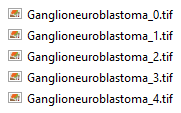 Ganglioneuroblastoma_0.tif
Ganglioneuroblastoma_1.tif
Ganglioneuroblastoma_2.tif
Ganglioneuroblastoma_3.tif
Ganglioneuroblastoma_4.tif